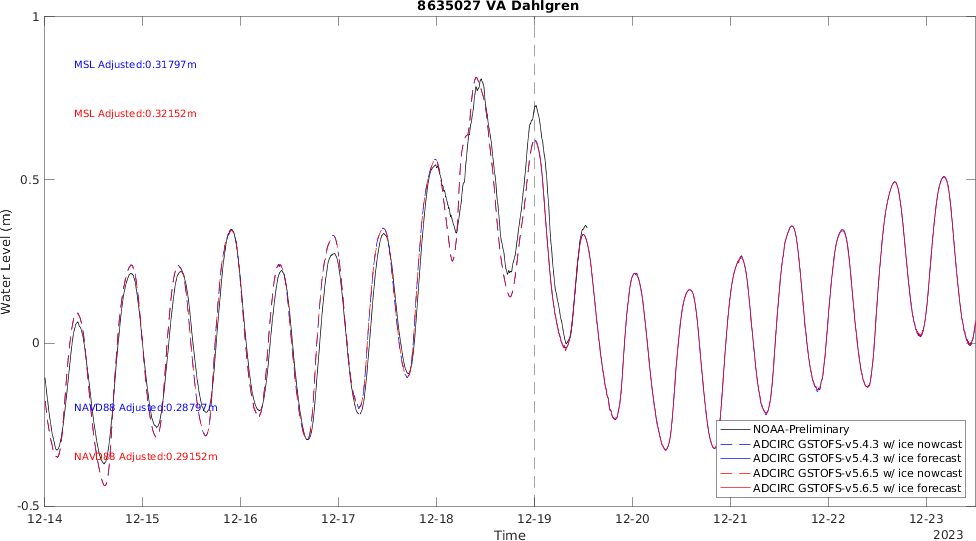 8635027 VA Dahlgren
1
0.5
0
-0.5
Water Level (m)
MSL Adjusted:0.31797m
MSL Adjusted:0.32152m
NAVD88 Adjusted:0.28797m
NAVD88 Adjusted:0.29152m
NOAA-Preliminary
ADCIRC GSTOFS-v5.4.3 w/ ice nowcast
ADCIRC GSTOFS-v5.4.3 w/ ice forecast
ADCIRC GSTOFS-v5.6.5 w/ ice nowcast
ADCIRC GSTOFS-v5.6.5 w/ ice forecast
12-14 12-15 12-16 12-17 12-18 12-19 12-20 12-21 12-22 12-23
Time
2023